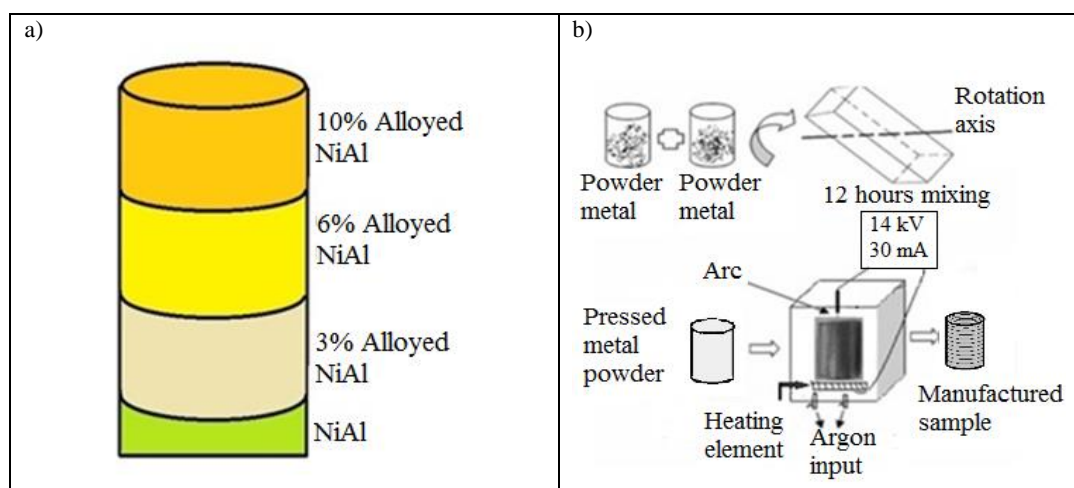 a)
10% Alloyed
NiAl
6% Alloyed
NiAl
3% Alloyed
NiAl
NiAl
b)
Rotation
axis
Powder
metal
Powder
metal
12 hours mixing
14 kV
30 mA
Arc
Pressed
metal
powder
Heating
element
Argon
input
Manufactured
sample